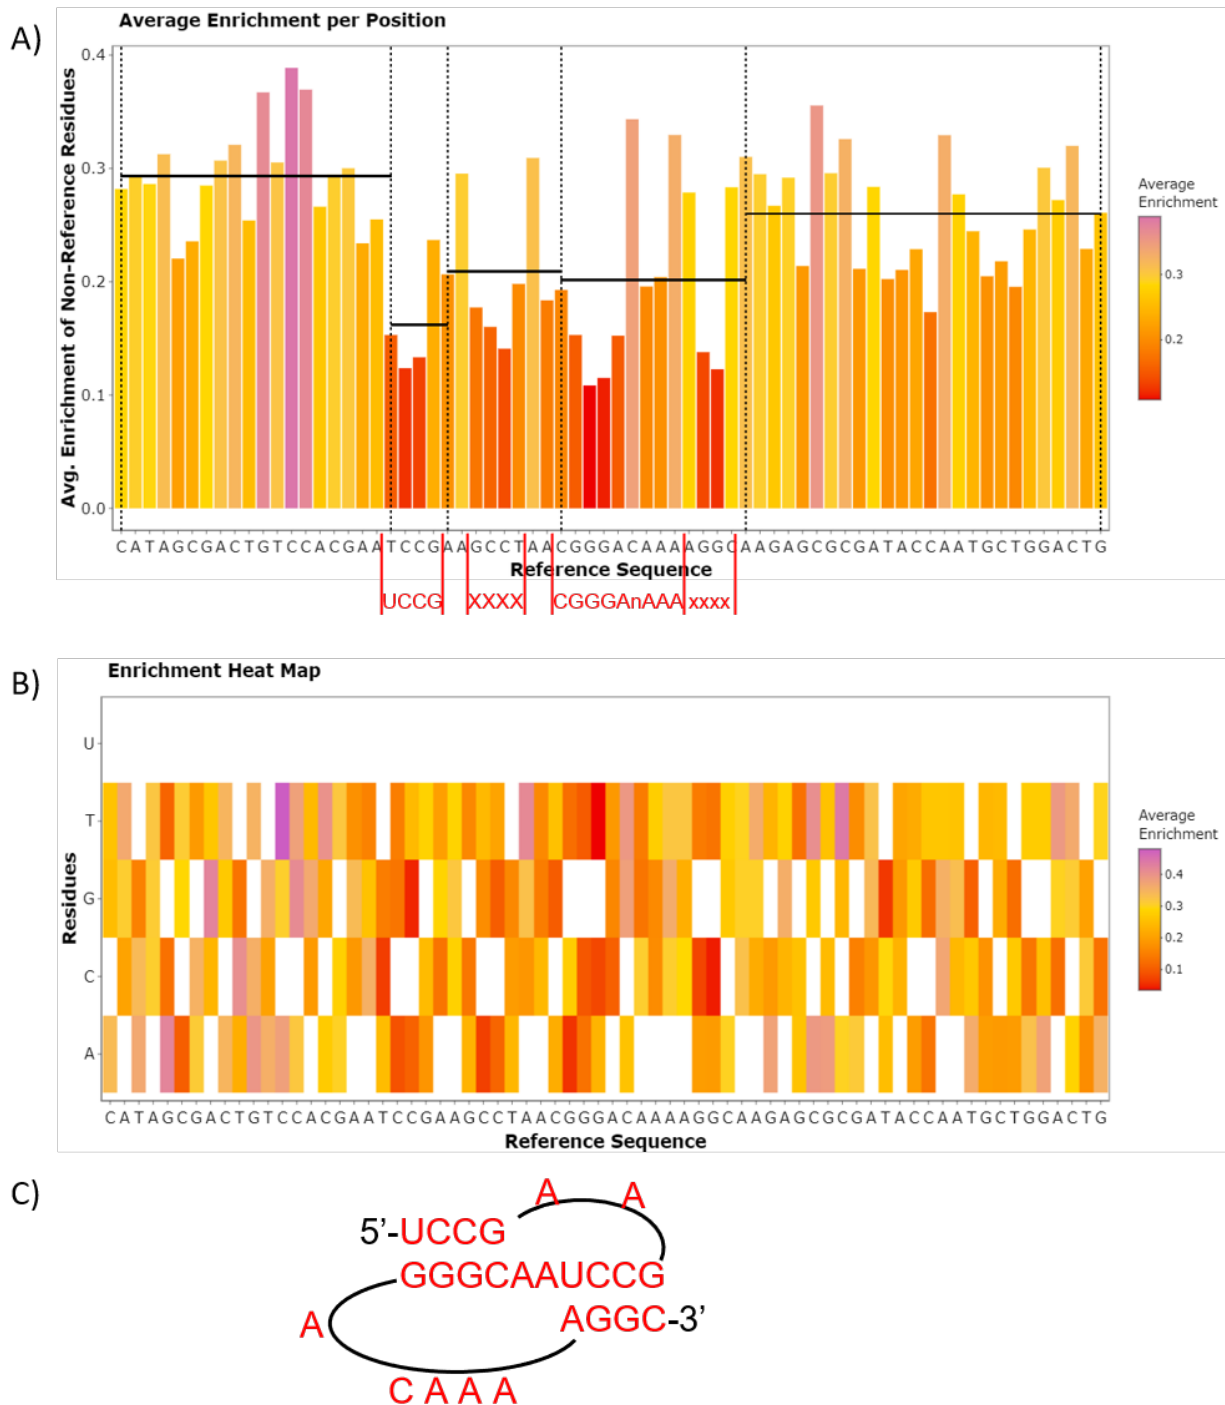 A)
Average Enrichment per Position
Avg. Enrichment of Non-Reference Residues
0.4
0.3
0.2
0.1
0.0
C A T A G C G A C T G T C C A C G A A T C C G A A G C C T A A C G G G A C A A A A G G C A A G A G C G C G A T A C C A A T G C T G G A C T G
Reference Sequence
UCCG XXXX CGGGAnAAA xxxx
Average
Enrichment
0.3
0.2
B)
Enrichment Heat Map
Residues
U
T
G
C
A
C A T A G C G A C T G T C C A C G A A T C C G A A G C C T A A C G G G A C A A A A G G C A A G A G C G C G A T A C C A A T G C T G G A C T G
Reference Sequence
Average
Enrichment
0.4
0.3
0.2
0.1
C)
A A
5'-UCCG
GGGCAAUCCG
AGGC-3'
A
C A A A